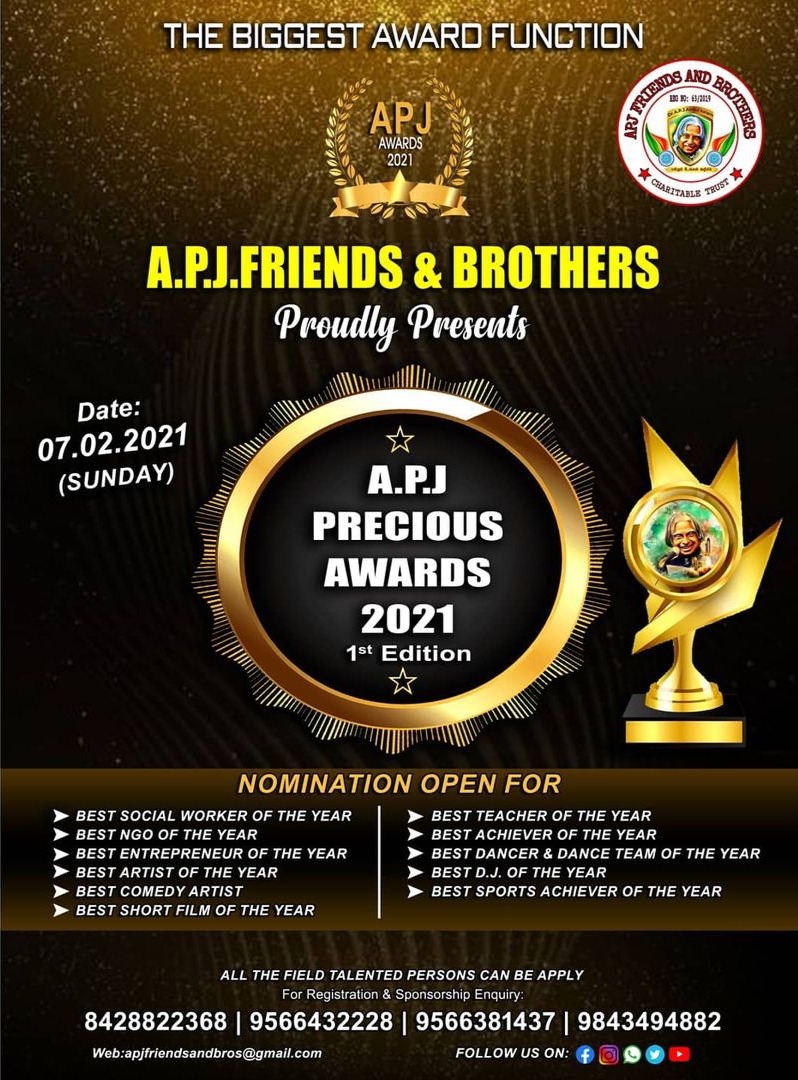 THE BIGGEST AWARD FUNCTION
APJ
AWARDS
2021
APJ FRIENDS AND BROTHERS
REG NO: 63/2019
CHARITABLE TRUST
A.P.J.FRIENDS & BROTHERS
Proudly Presents
Date:
07.02.2021
(SUNDAY)
A.P.J
PRECIOUS
AWARDS
2021
1st Edition
NOMINATION OPEN FOR
BEST SOCIAL WORKER OF THE YEAR
BEST NGO OF THE YEAR
BEST ENTREPRENEUR OF THE YEAR
BEST ARTIST OF THE YEAR
BEST COMEDY ARTIST
BEST SHORT FILM OF THE YEAR
BEST TEACHER OF THE YEAR
BEST ACHIEVER OF THE YEAR
BEST DANCER & DANCE TEAM OF THE YEAR
BEST D.J. OF THE YEAR
BEST SPORTS ACHIEVER OF THE YEAR
ALL THE FIELD TALENTED PERSONS CAN BE APPLY
For Registration & Sponsorship Enquiry:
8428822368 | 9566432228 | 9566381437 | 9843494882
Web:apjfriendsandbros@gmail.com
FOLLOW US ON: